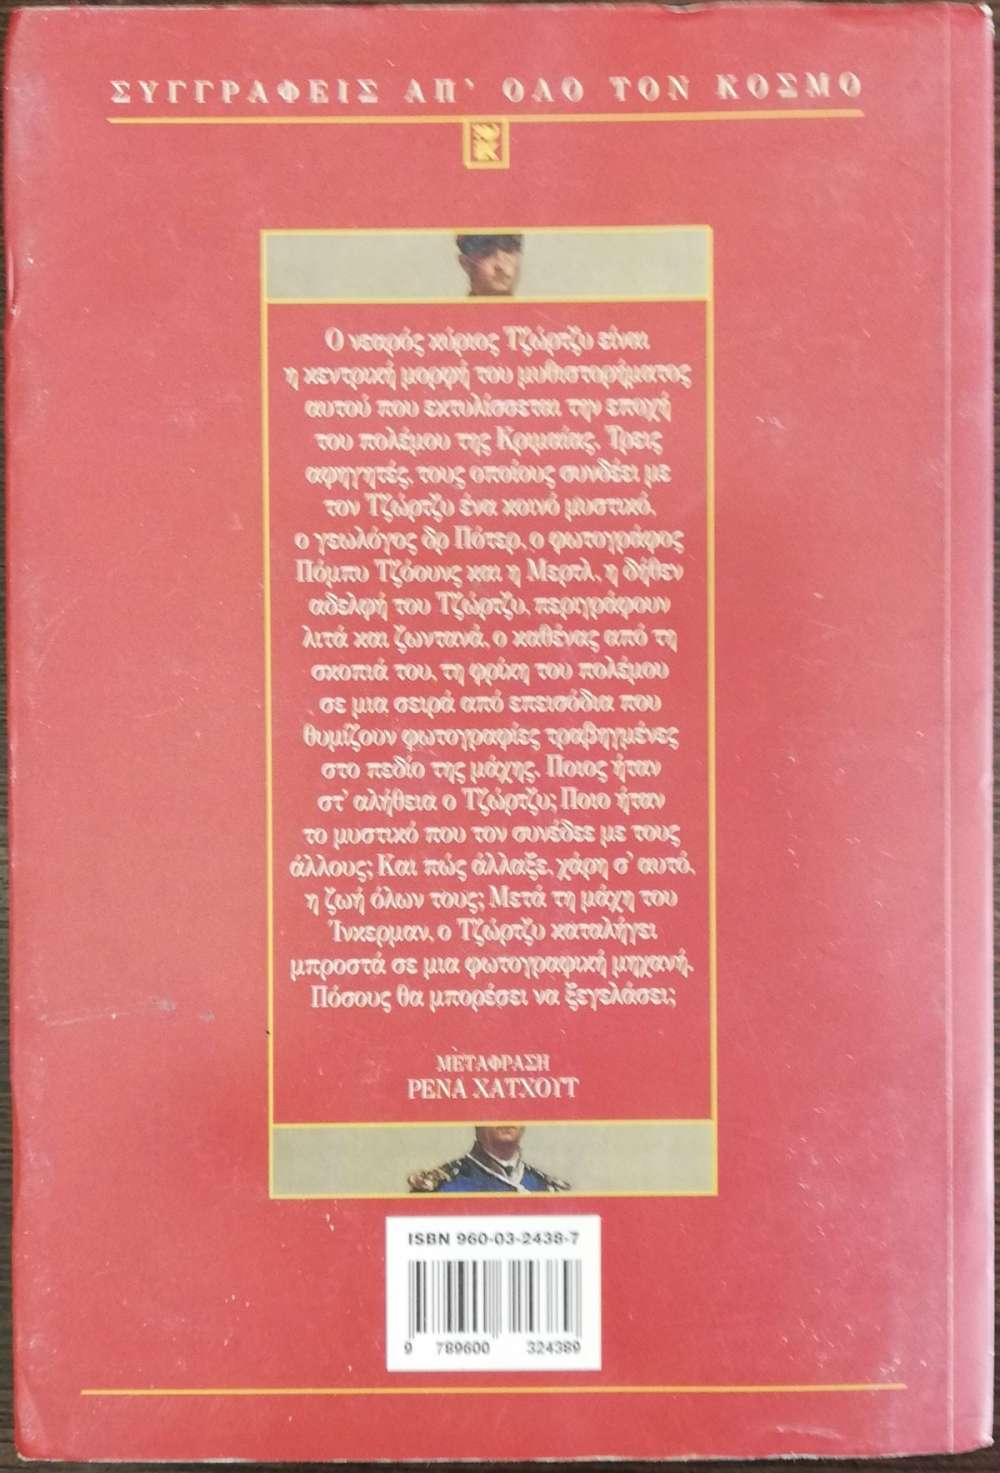 ΣΥΓΓΡΑΦΕΙΣ ΑΠ' ΟΛΟ ΤΟΝ ΚΟΣΜΟ
Ο νεαρός κύριος Τζώρτζυ είναι
η κεντρική μορφή του μυθιστορήματος
αυτού που εκτυλίσσεται την εποχή
του πολέμου της Κριμαίας. Τρεις
αφηγητές, τους οποίους συνδέει με
τον Τζώρτζυ ένα κοινό μυστικό,
ο γεωλόγος δρ Πότερ, ο φωτογράφος
Πόμπυ Τζόουνς και η Μερτλ, η δήθεν
αδελφή του Τζώρτζυ, περιγράφουν
λιτά και ζωντανά, ο καθένας από τη
σκοπιά του, τη φρίκη του πολέμου
σε μια σειρά από επεισόδια που
θυμίζουν φωτογραφίες τραβηγμένες
στο πεδίο της μάχης. Ποιος ήταν
στ' αλήθεια ο Τζώρτζυ; Ποιο ήταν
το μυστικό που τον συνέδεε με τους
άλλους; Και πώς άλλαξε, χάρη σ' αυτό,
η ζωή όλων τους; Μετά τη μάχη του
Ίνκερμαν, ο Τζώρτζυ καταλήγει
μπροστά σε μια φωτογραφική μηχανή.
Πόσους θα μπορέσει να ξεγελάσει;
ΜΕΤΑΦΡΑΣΗ
ΡΕΝΑ ΧΑΤΧΟΥΤ
ISBN 960-03-2438-7
9 789600 324389